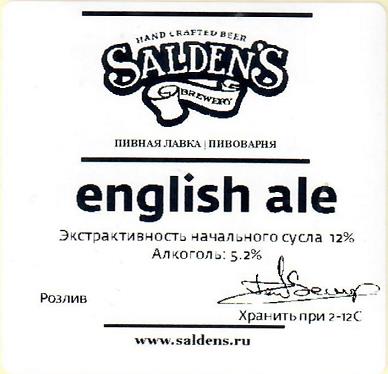 HAND CRAFTED BEER
SALDEN'S
BREWERY
ПИВНАЯ ЛАВКА | ПИВОВАРНЯ
english ale
Экстрактивность начального сусла 12%
Алкоголь: 5.2%
Розлив
Хранить при 2-12С
www.saldens.ru